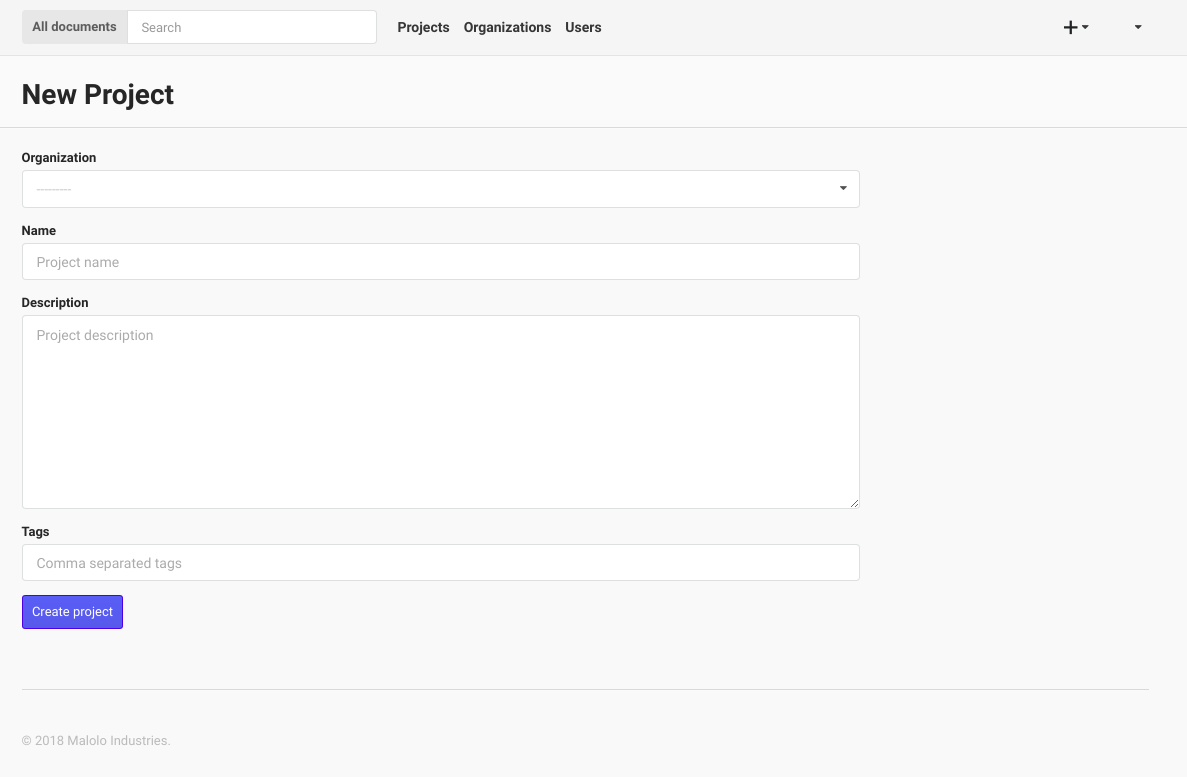 All documents Search Projects Organizations Users
New Project
Organization
---------
Name
Project name
Description
Project description
Tags
Comma separated tags
Create project
© 2018 Malolo Industries.